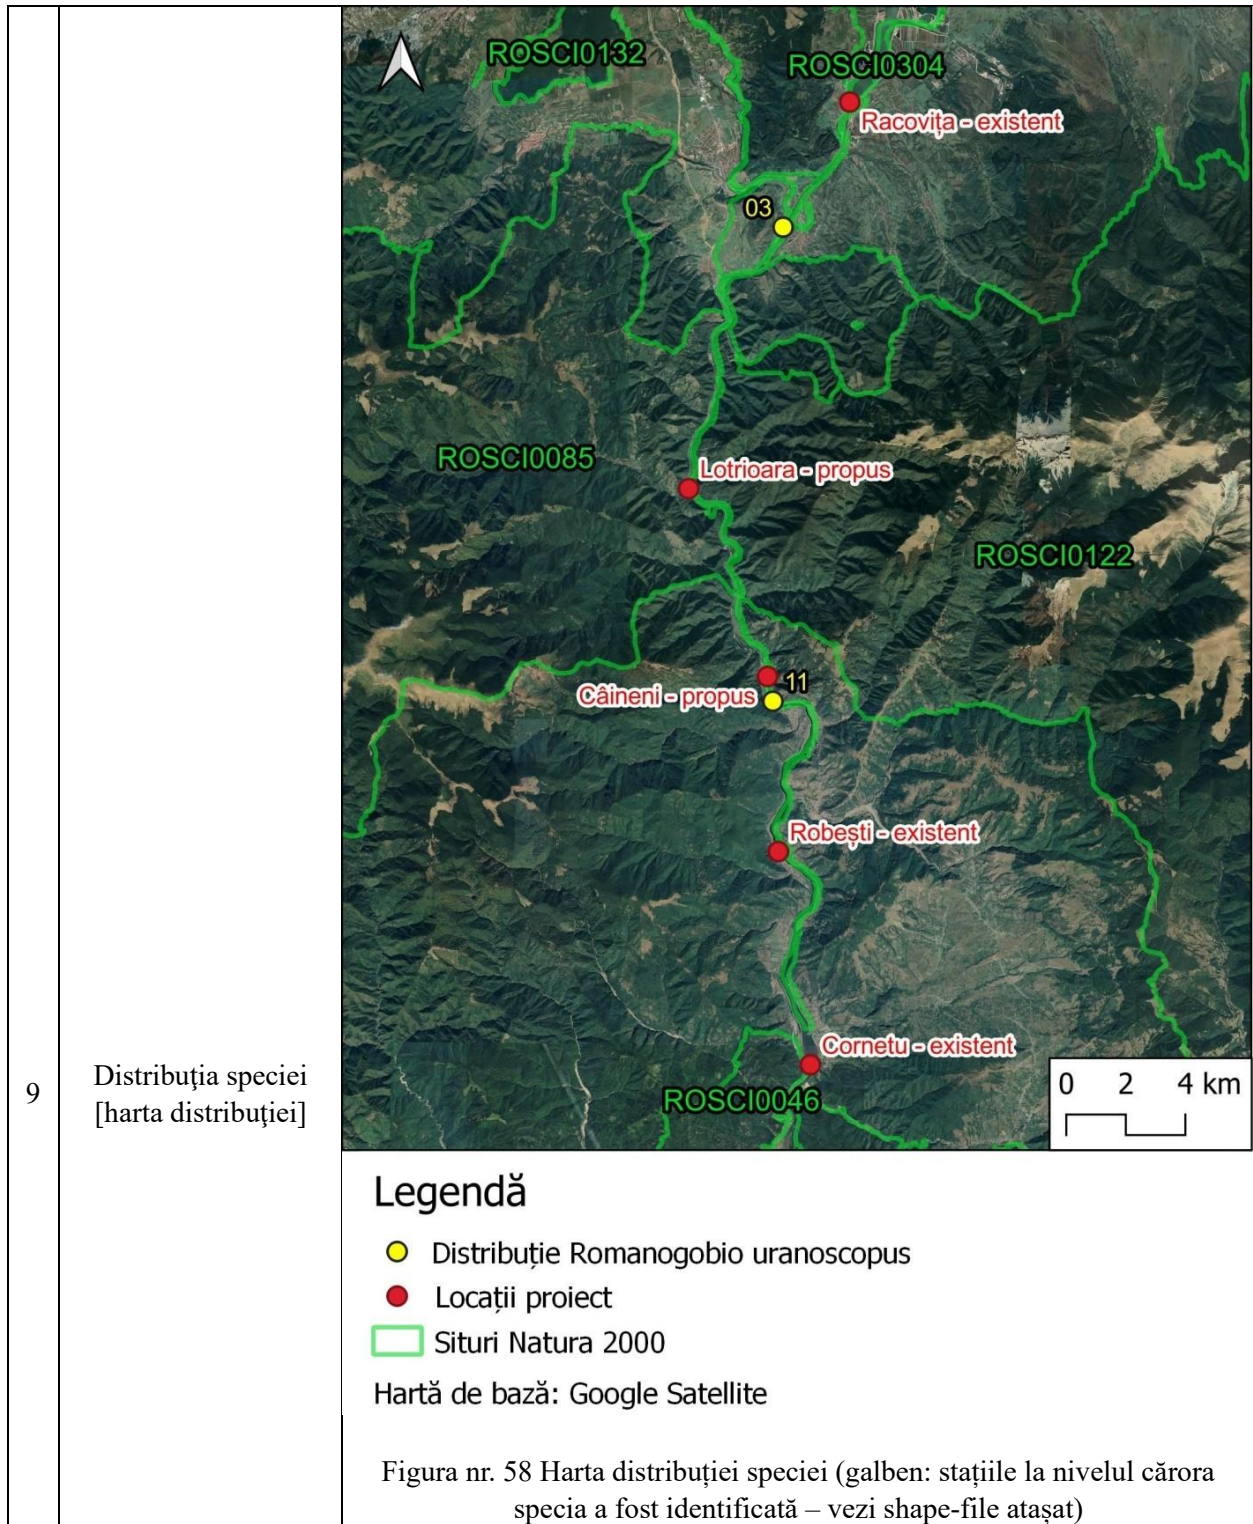 9
Distribuţia speciei
[harta distribuţiei]
ROSCI0132
ROSCI0304
Racovița - existent
03
ROSCI0085
Lotrioara - propus
ROSCI0122
11
Câineni - propus
Robești - existent
Cornetu - existent
ROSCI0046
0 2 4 km
Legendă
Distribuție Romanogobio uranoscopus
Locații proiect
Situri Natura 2000
Hartă de bază: Google Satellite
Figura nr. 58 Harta distribuției speciei (galben: stațiile la nivelul cărora
specia a fost identificată – vezi shape-file atașat)